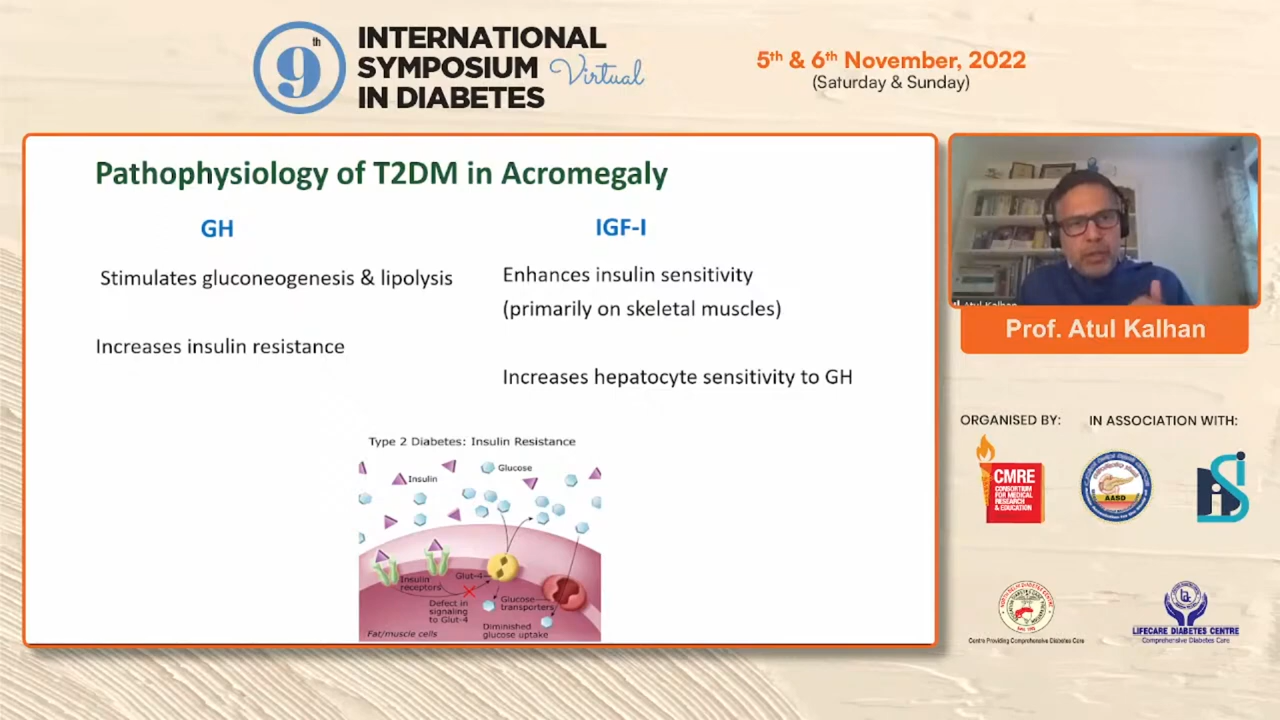 9th
INTERNATIONAL
SYMPOSIUM Virtual
IN DIABETES
5th & 6th November, 2022
(Saturday & Sunday)
Pathophysiology of T2DM in Acromegaly
GH
Stimulates gluconeogenesis & lipolysis
Increases insulin resistance
IGF-I
Enhances insulin sensitivity
(primarily on skeletal muscles)
Increases hepatocyte sensitivity to GH
Type 2 Diabetes: Insulin Resistance
Glucose
Insulin
Insulin
receptors
Glut-4
Defect in
signaling
to Glut-4
Glucose
transporters
Diminished
glucose uptake
Fat/muscle cells
Atul Kalhan
Prof. Atul Kalhan
ORGANISED BY:
IN ASSOCIATION WITH:
CMRE
CONSORTIUM
FOR MEDICAL
RESEARCH
& EDUCATION
AASD
Centre Providing Comprehensive Diabetes Care
LIFECARE DIABETES CENTRE
Comprehensive Diabetes Care